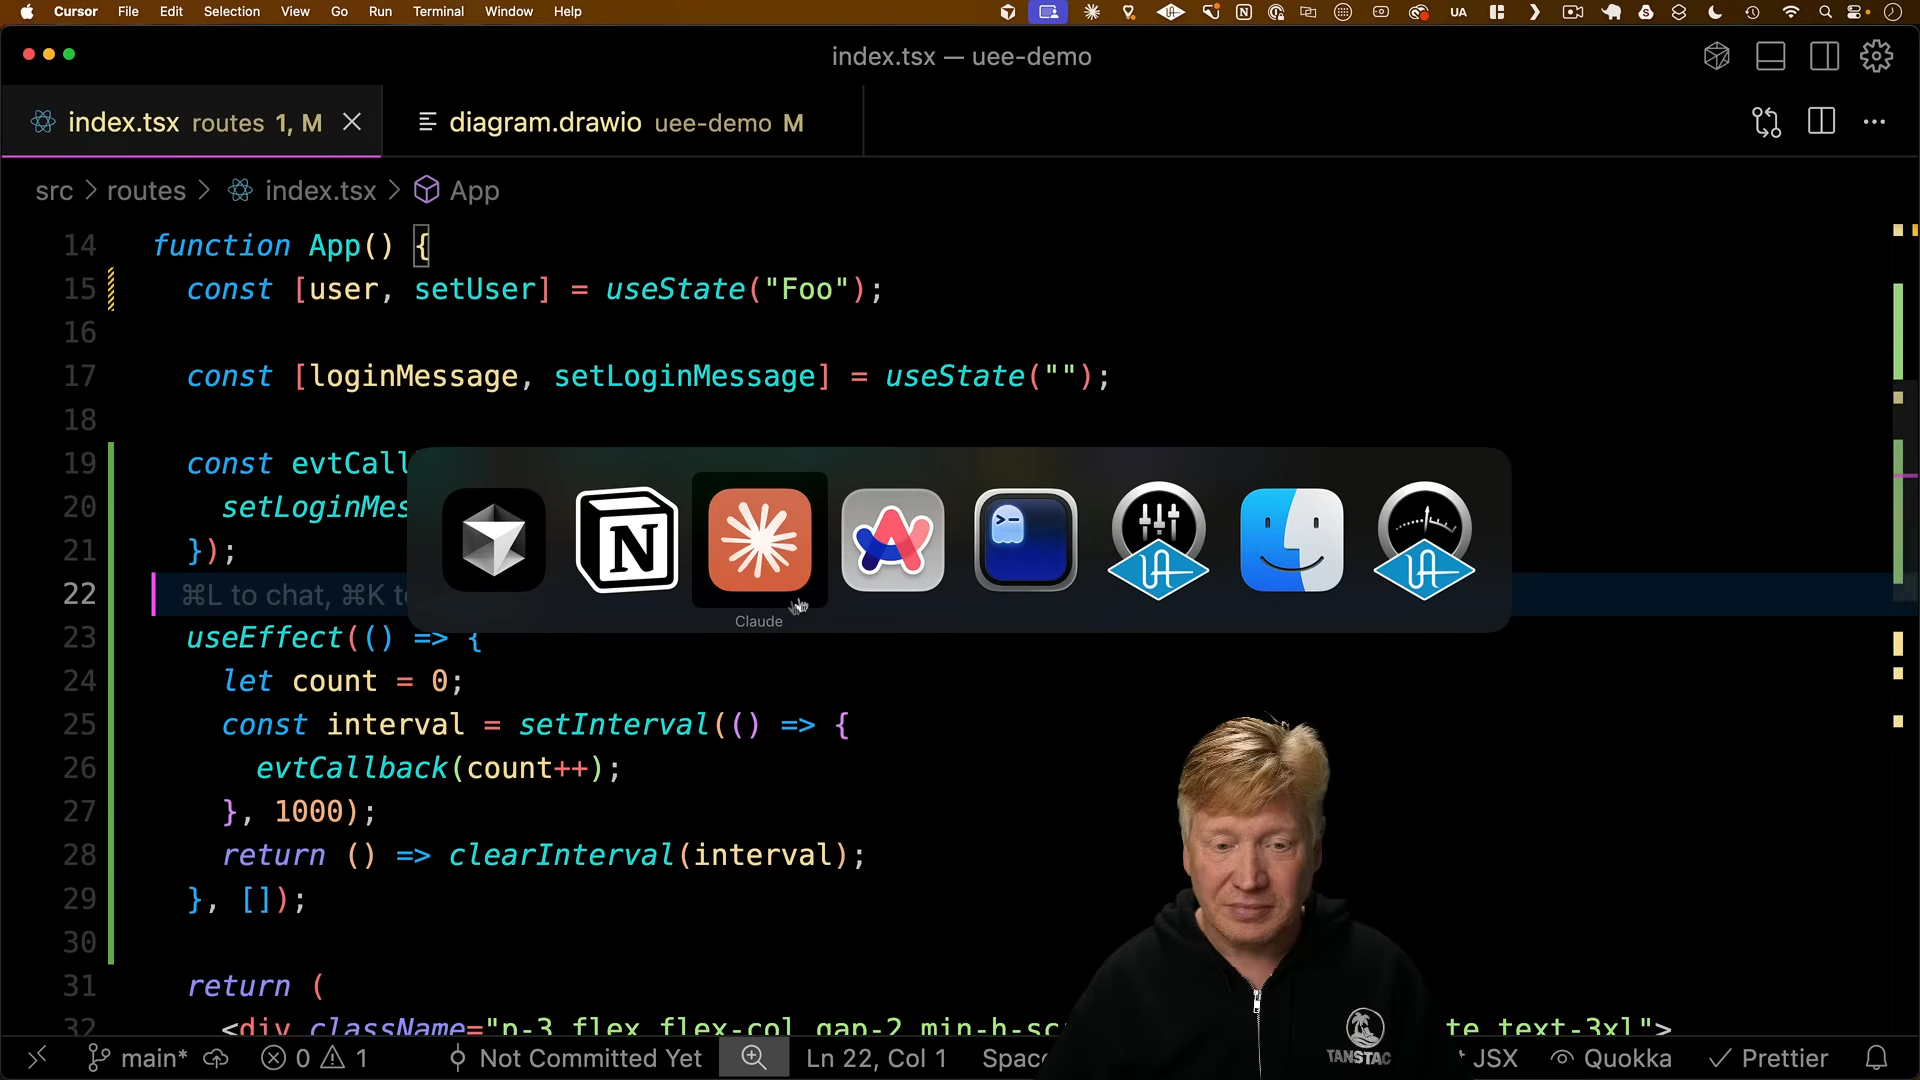 Cursor File Edit Selection View Go Run Terminal Window Help UA
index.tsx — uee-demo
index.tsx routes 1, M diagram.drawio uee-demo M
src > routes > index.tsx > App
14 function App() {
15 const [user, setUser] = useState("Foo");
16
17 const [loginMessage, setLoginMessage] = useState("");
18
19 const evtCall
20 setLoginMes
21 });
22 ⌘L to chat, ⌘K t
Claude
23 useEffect(() => {
24 let count = 0;
25 const interval = setInterval(() => {
26 evtCallback(count++);
27 }, 1000);
28 return () => clearInterval(interval);
29 }, []);
30
31 return (
32 <div className="p-3 flex flex-col gap-2 min-h-sc te text-3xl">
TANSTAC
main* 0 1 Not Committed Yet Ln 22, Col 1 Space JSX Quokka Prettier